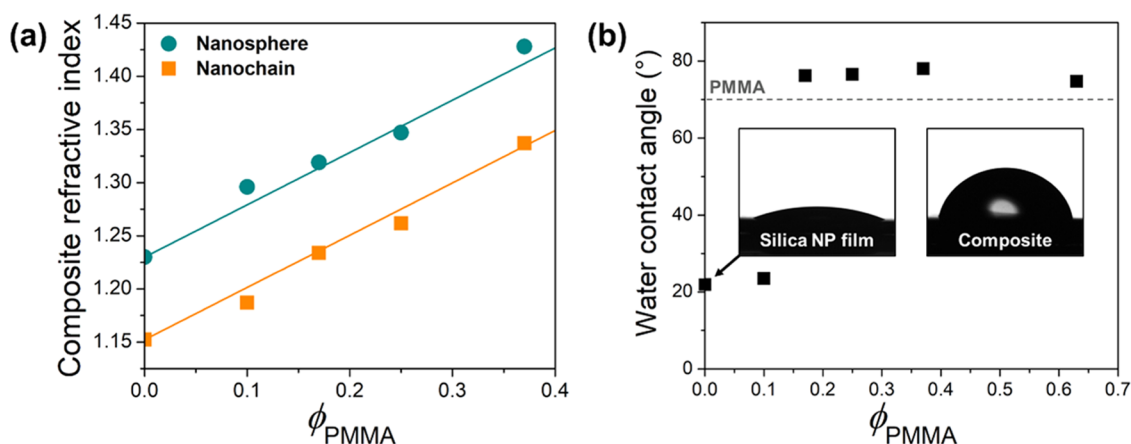 (a)
Composite refractive index
1.45
1.40
1.35
1.30
1.25
1.20
1.15
Nanosphere
Nanochain
0.0
0.1
0.2
0.3
0.4
ϕPMMA
(b)
Water contact angle (°)
80
60
40
20
0
PMMA
Silica NP film
Composite
0.0
0.1
0.2
0.3
0.4
0.5
0.6
0.7
ϕPMMA